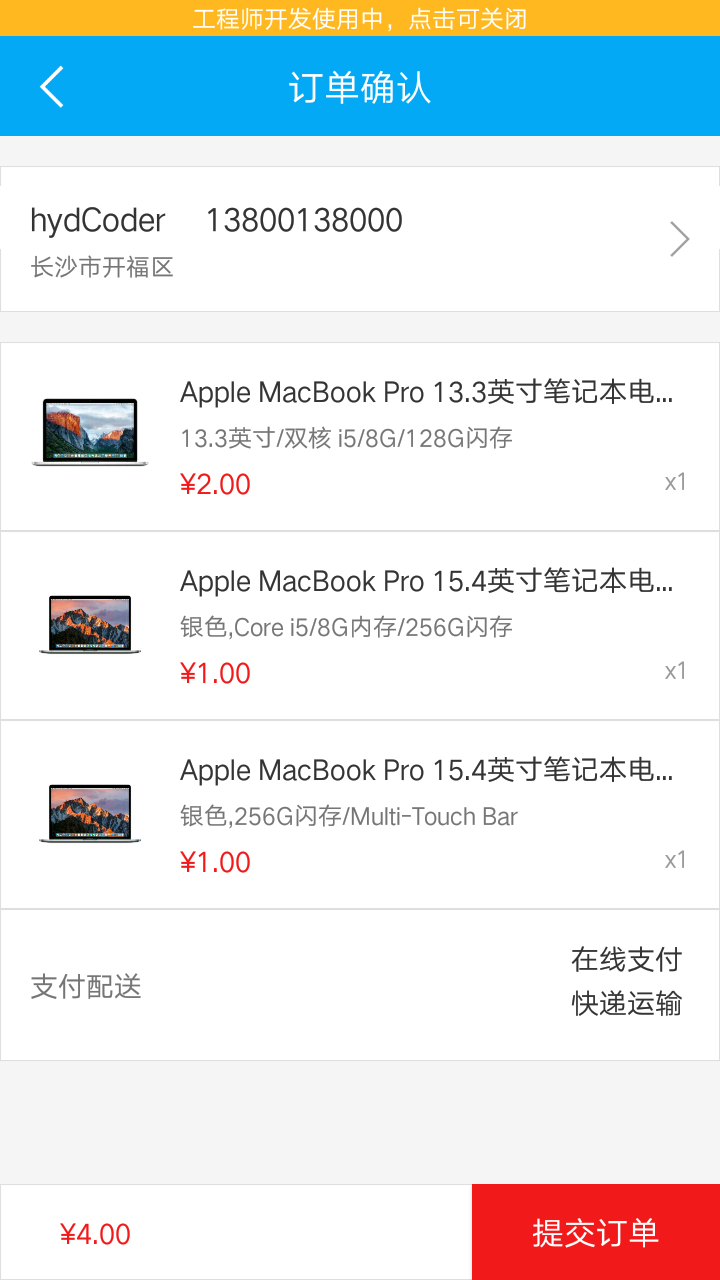 工程师开发使用中，点击可关闭
订单确认
hydCoder 13800138000
长沙市开福区
Apple MacBook Pro 13.3英寸笔记本电...
13.3英寸/双核 i5/8G/128G闪存
¥2.00 x1
Apple MacBook Pro 15.4英寸笔记本电...
银色,Core i5/8G内存/256G闪存
¥1.00 x1
Apple MacBook Pro 15.4英寸笔记本电...
银色,256G闪存/Multi-Touch Bar
¥1.00 x1
支付配送
在线支付
快递运输
¥4.00 提交订单